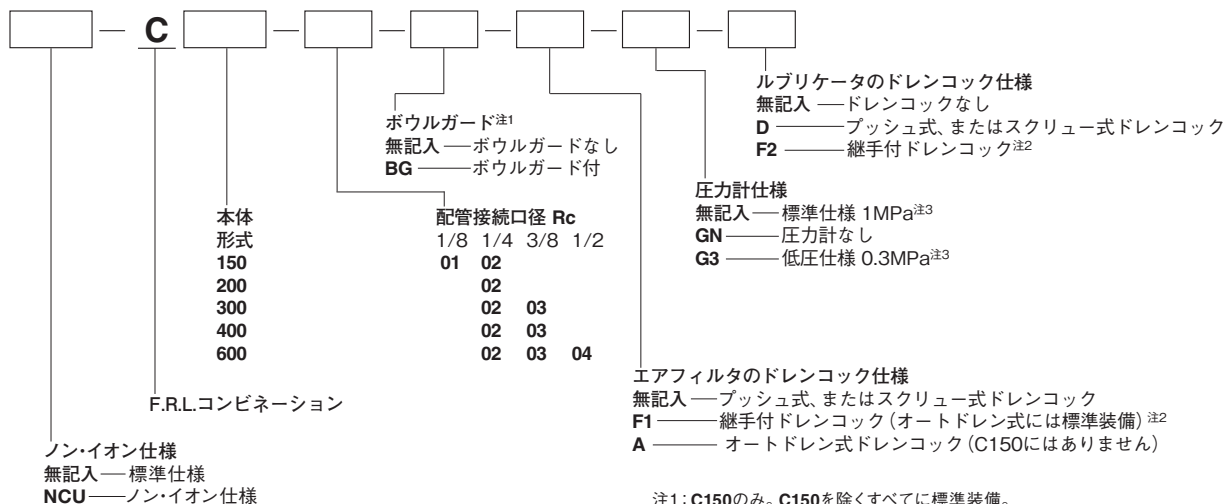 C
ルブリケータのドレンコック仕様
無記入 ── ドレンコックなし
D ──── プッシュ式、またはスクリュー式ドレンコック
F2 ─── 継手付ドレンコック注2
ボウルガード注1
無記入 ── ボウルガードなし
BG ─── ボウルガード付
圧力計仕様
無記入 ── 標準仕様 1MPa注3
GN ─── 圧力計なし
G3 ─── 低圧仕様 0.3MPa注3
本体
形式
150
200
300
400
600
配管接続口径 Rc
1/8 1/4 3/8 1/2
01 02
02
02 03
02 03
02 03 04
エアフィルタのドレンコック仕様
無記入 ── プッシュ式、またはスクリュー式ドレンコック
F1 ─── 継手付ドレンコック（オートドレン式には標準装備）注2
A ──── オートドレン式ドレンコック（C150にはありません）
F.R.L.コンビネーション
ノン・イオン仕様
無記入 ── 標準仕様
NCU ── ノン・イオン仕様
注1：C150のみ。C150を除くすべてに標準装備。